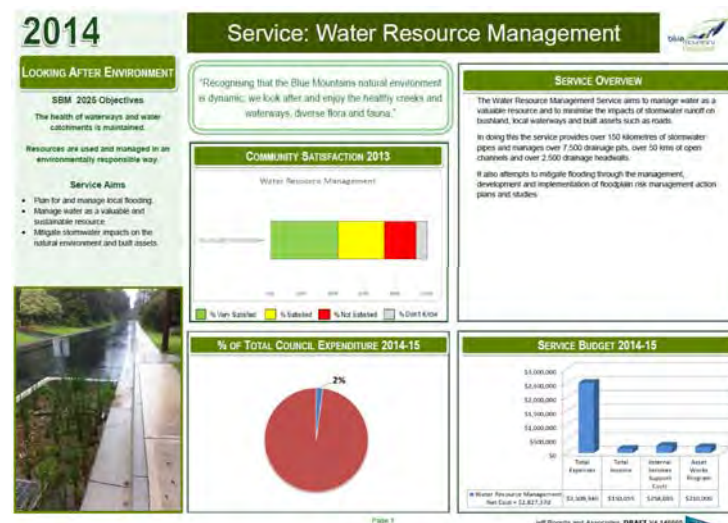 2014
Service: Water Resource Management
blue mountains
LOOKING AFTER ENVIRONMENT
SBM 2025 Objectives
The health of waterways and water
catchments is maintained.
Resources are used and managed in an
environmentally responsible way.
Service Aims
• Plan for and manage local flooding.
• Manage water as a valuable and
sustainable resource.
• Mitigate stormwater impacts on the
natural environment and built assets.
"Recognising that the Blue Mountains natural environment
is dynamic, we look after and enjoy the healthy creeks and
waterways, diverse flora and fauna."
COMMUNITY SATISFACTION 2013
Water Resource Management
% Very Satisfied
% Satisfied
% Not Satisfied
% Don't Know
SERVICE OVERVIEW
The Water Resource Management Service aims to manage water as a
valuable resource and to minimise the impacts of stormwater runoff on
bushland, local waterways and built assets such as roads.
In doing this the service provides over 150 kilometres of stormwater
pipes and manages over 7,500 drainage pits, over 50 kms of open
channels and over 2,500 drainage headwalls.
It also attempts to mitigate flooding through the management,
development and implementation of floodplain risk management action
plans and studies
% OF TOTAL COUNCIL EXPENDITURE 2014-15
2%
SERVICE BUDGET 2014-15
$3,000,000
$2,500,000
$2,000,000
$1,500,000
$1,000,000
$500,000
$0
Total Expenses
Total Income
Internal Services Support Costs
Asset Works Program
Water Resource Management
Page 1